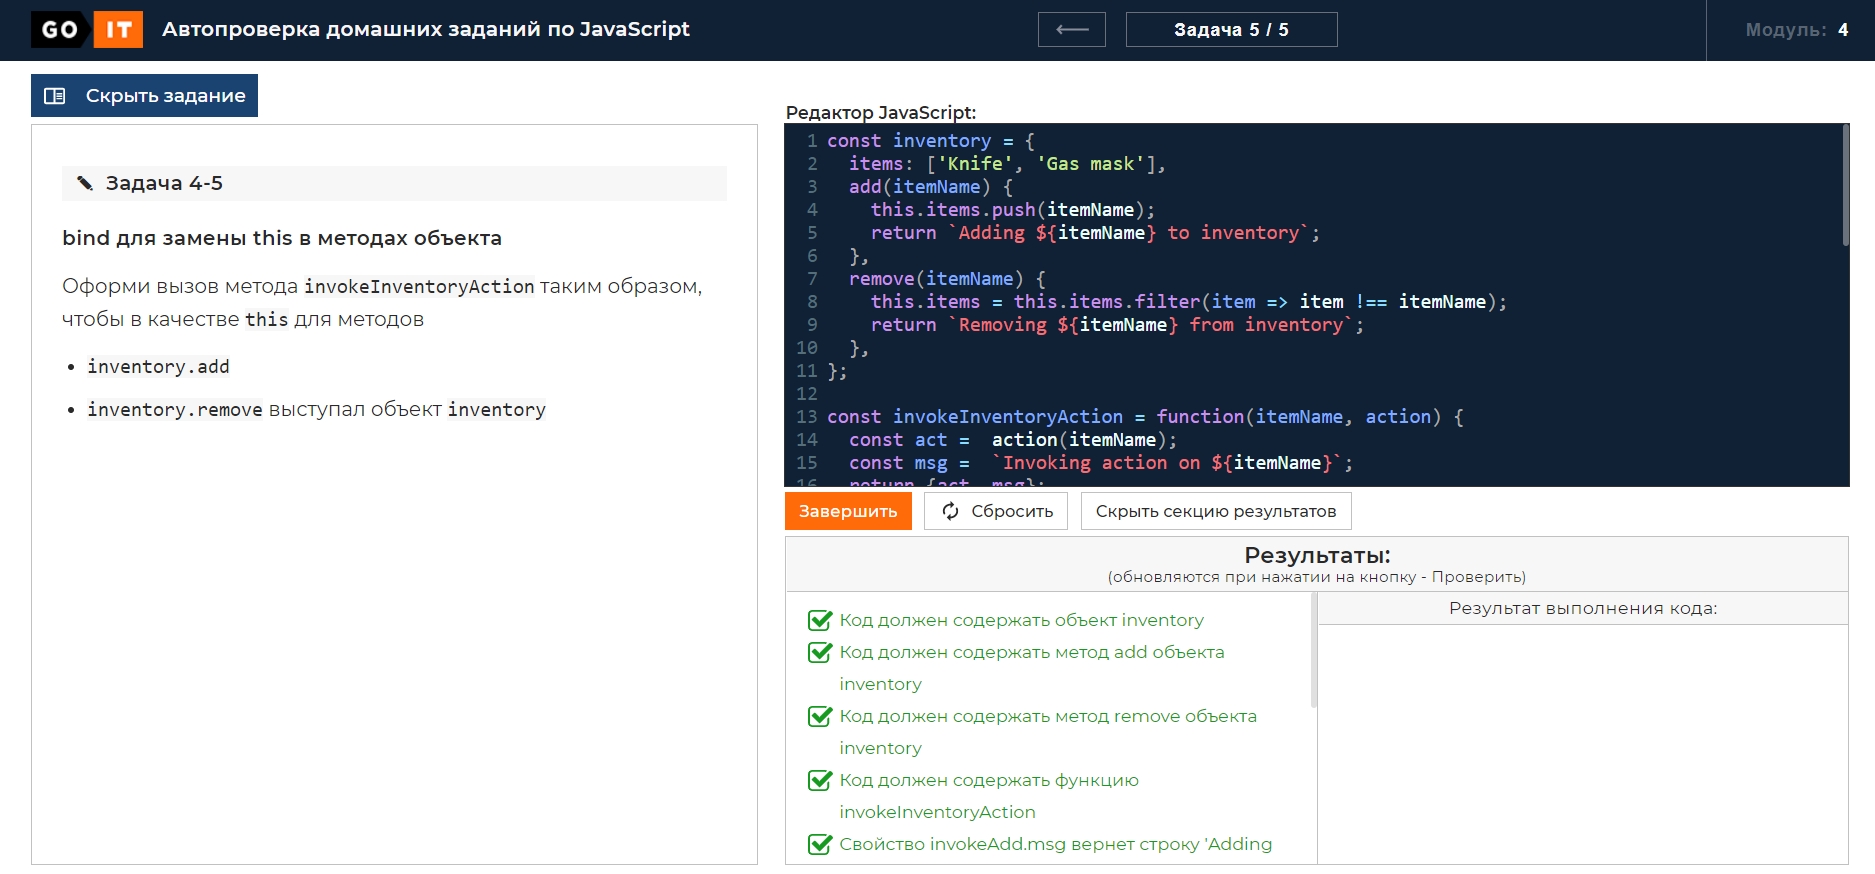 GO IT Автопроверка домашних заданий по JavaScript
Задача 5 / 5
Модуль: 4
Скрыть задание
Задача 4-5
bind для замены this в методах объекта
Оформи вызов метода invokeInventoryAction таким образом,
чтобы в качестве this для методов
• inventory.add
• inventory.remove выступал объект inventory
Редактор JavaScript:
1 const inventory = {
2 items: ['Knife', 'Gas mask'],
3 add(itemName) {
4 this.items.push(itemName);
5 return `Adding ${itemName} to inventory`;
6 },
7 remove(itemName) {
8 this.items = this.items.filter(item => item !== itemName);
9 return `Removing ${itemName} from inventory`;
10 },
11 };
12
13 const invokeInventoryAction = function(itemName, action) {
14 const act =  action(itemName);
15 const msg =  `Invoking action on ${itemName}`;
16 return {act, msg};
Завершить
Сбросить
Скрыть секцию результатов
Результаты:
(обновляются при нажатии на кнопку - Проверить)
Код должен содержать объект inventory
Код должен содержать метод add объекта
inventory
Код должен содержать метод remove объекта
inventory
Код должен содержать функцию
invokeInventoryAction
Свойство invokeAdd.msg вернет строку 'Adding
Результат выполнения кода: